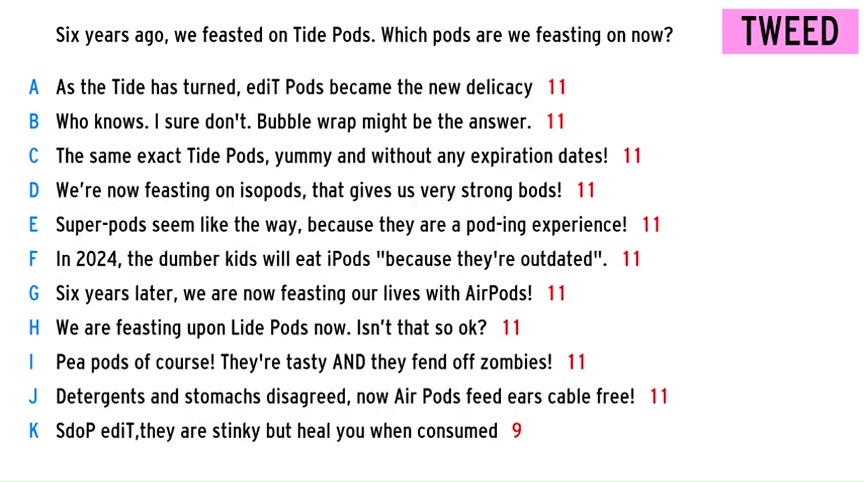 Six years ago, we feasted on Tide Pods. Which pods are we feasting on now?
TWEED
A As the Tide has turned, ediT Pods became the new delicacy 11
B Who knows. I sure don't. Bubble wrap might be the answer. 11
C The same exact Tide Pods, yummy and without any expiration dates! 11
D We're now feasting on isopods, that gives us very strong bods! 11
E Super-pods seem like the way, because they are a pod-ing experience! 11
F In 2024, the dumber kids will eat iPods "because they're outdated". 11
G Six years later, we are now feasting our lives with AirPods! 11
H We are feasting upon Lide Pods now. Isn't that so ok? 11
I Pea pods of course! They're tasty AND they fend off zombies! 11
J Detergents and stomachs disagreed, now Air Pods feed ears cable free! 11
K SdoP ediT,they are stinky but heal you when consumed 9